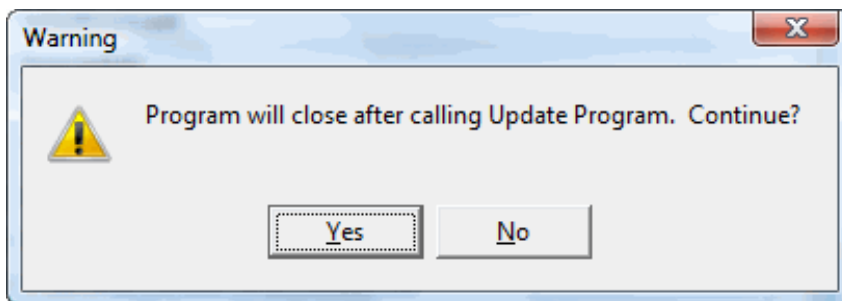 Warning
Program will close after calling Update Program.  Continue?
Yes
No